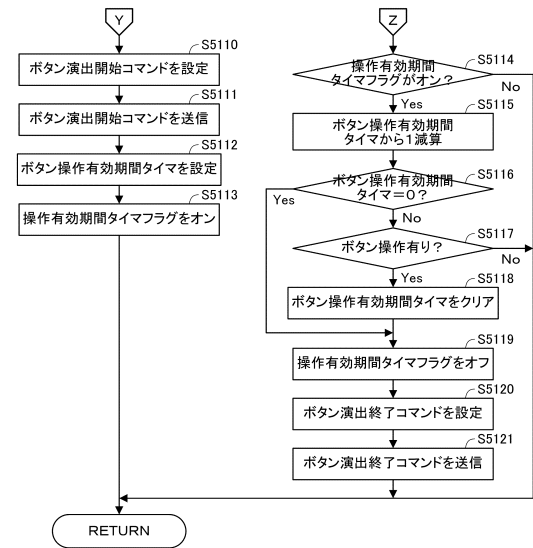 Y
S5110
ボタン演出開始コマンドを設定
S5111
ボタン演出開始コマンドを送信
S5112
ボタン操作有効期間タイマを設定
S5113
操作有効期間タイマフラグをオン
Z
S5114
操作有効期間
タイマフラグがオン？
No
Yes
S5115
ボタン操作有効期間
タイマから1減算
S5116
ボタン操作有効期間
タイマ＝0？
Yes
No
S5117
ボタン操作有り？
No
Yes
S5118
ボタン操作有効期間タイマをクリア
S5119
操作有効期間タイマフラグをオフ
S5120
ボタン演出終了コマンドを設定
S5121
ボタン演出終了コマンドを送信
RETURN